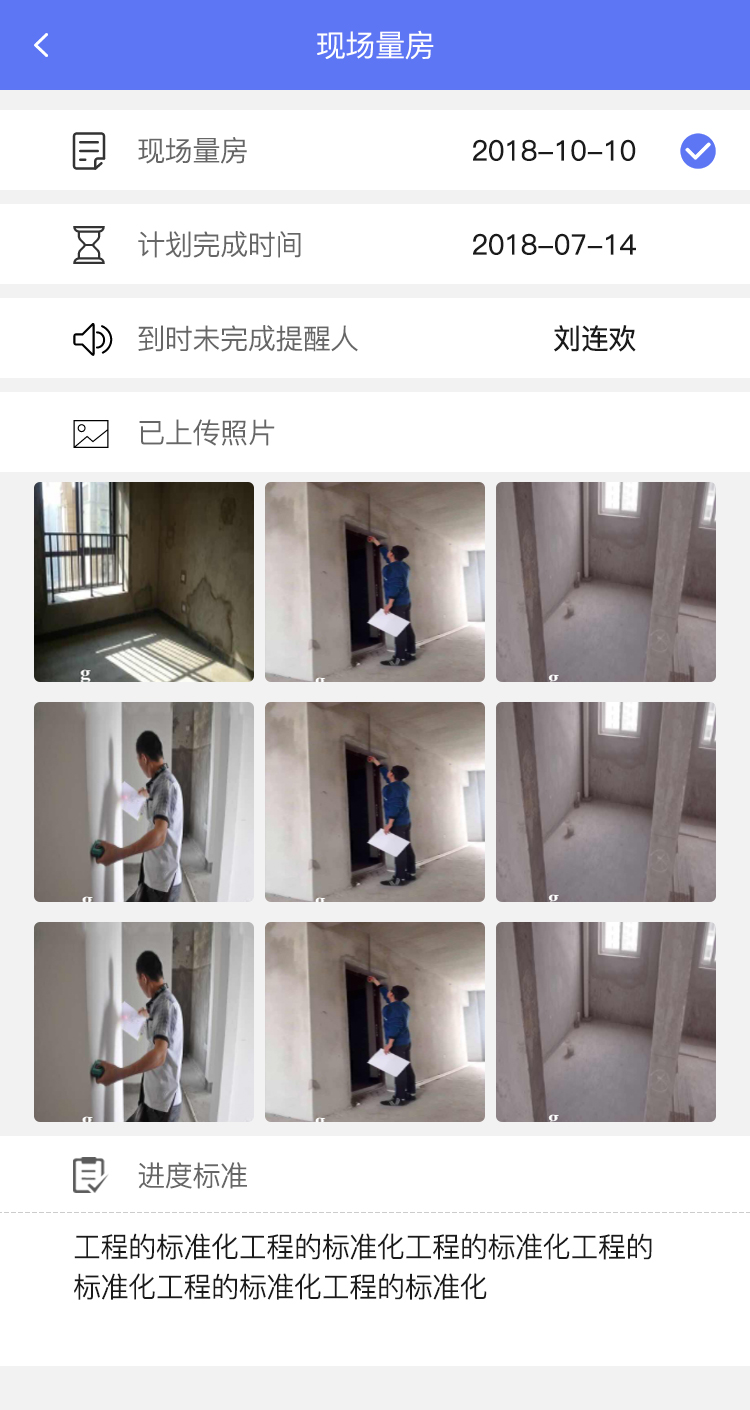 现场量房
现场量房 2018-10-10
计划完成时间 2018-07-14
到时未完成提醒人 刘连欢
已上传照片
g
g
g
g
g
g
g
g
g
进度标准
工程的标准化工程的标准化工程的标准化工程的
标准化工程的标准化工程的标准化